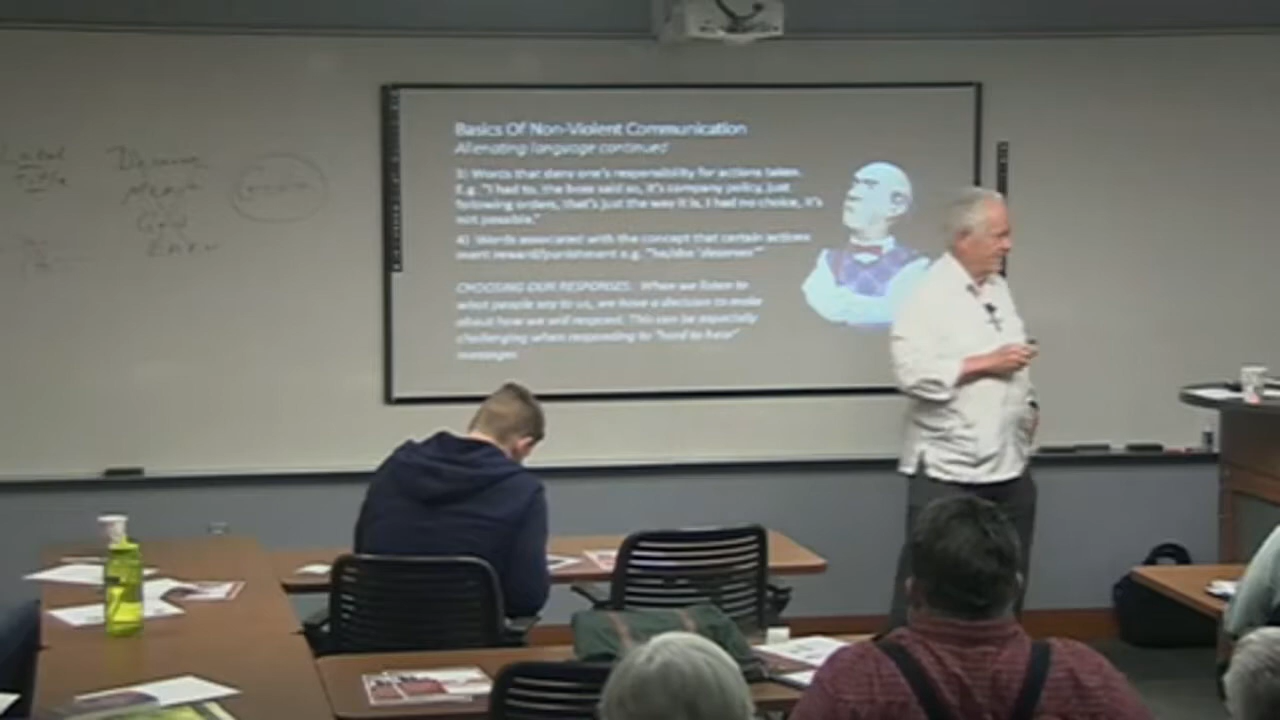 Basics Of Non-Violent Communication
Alienating language continued
3) Words that deny one's responsibility for actions taken.
E.g. "I had to, the boss said so, it's company policy, just
following orders, that's just the way it is, I had no choice, it's
not possible."
4) Words associated with the concept that certain actions
merit reward/punishment e.g. "he/she 'deserves'"
CHOOSING OUR RESPONSES: When we listen to
what people say to us, we have a decision to make
about how we will respond. This can be especially
challenging when responding to "hard to hear"
messages